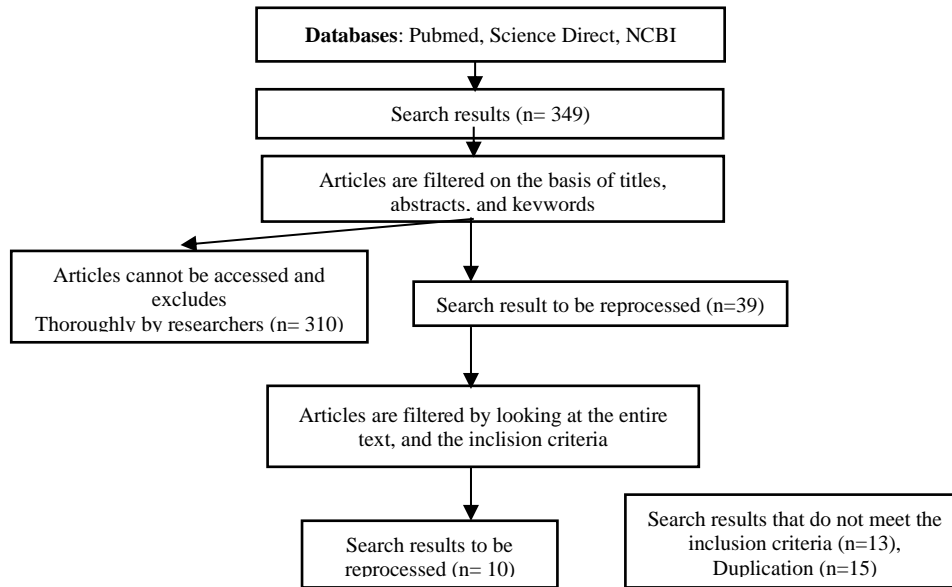 Databases: Pubmed, Science Direct, NCBI
Search results (n= 349)
Articles are filtered on the basis of titles,
abstracts, and keywords
Articles cannot be accessed and
excludes
Thoroughly by researchers (n= 310)
Search result to be reprocessed (n=39)
Articles are filtered by looking at the entire
text, and the inclision criteria
Search results to be
reprocessed (n= 10)
Search results that do not meet the
inclusion criteria (n=13),
Duplication (n=15)